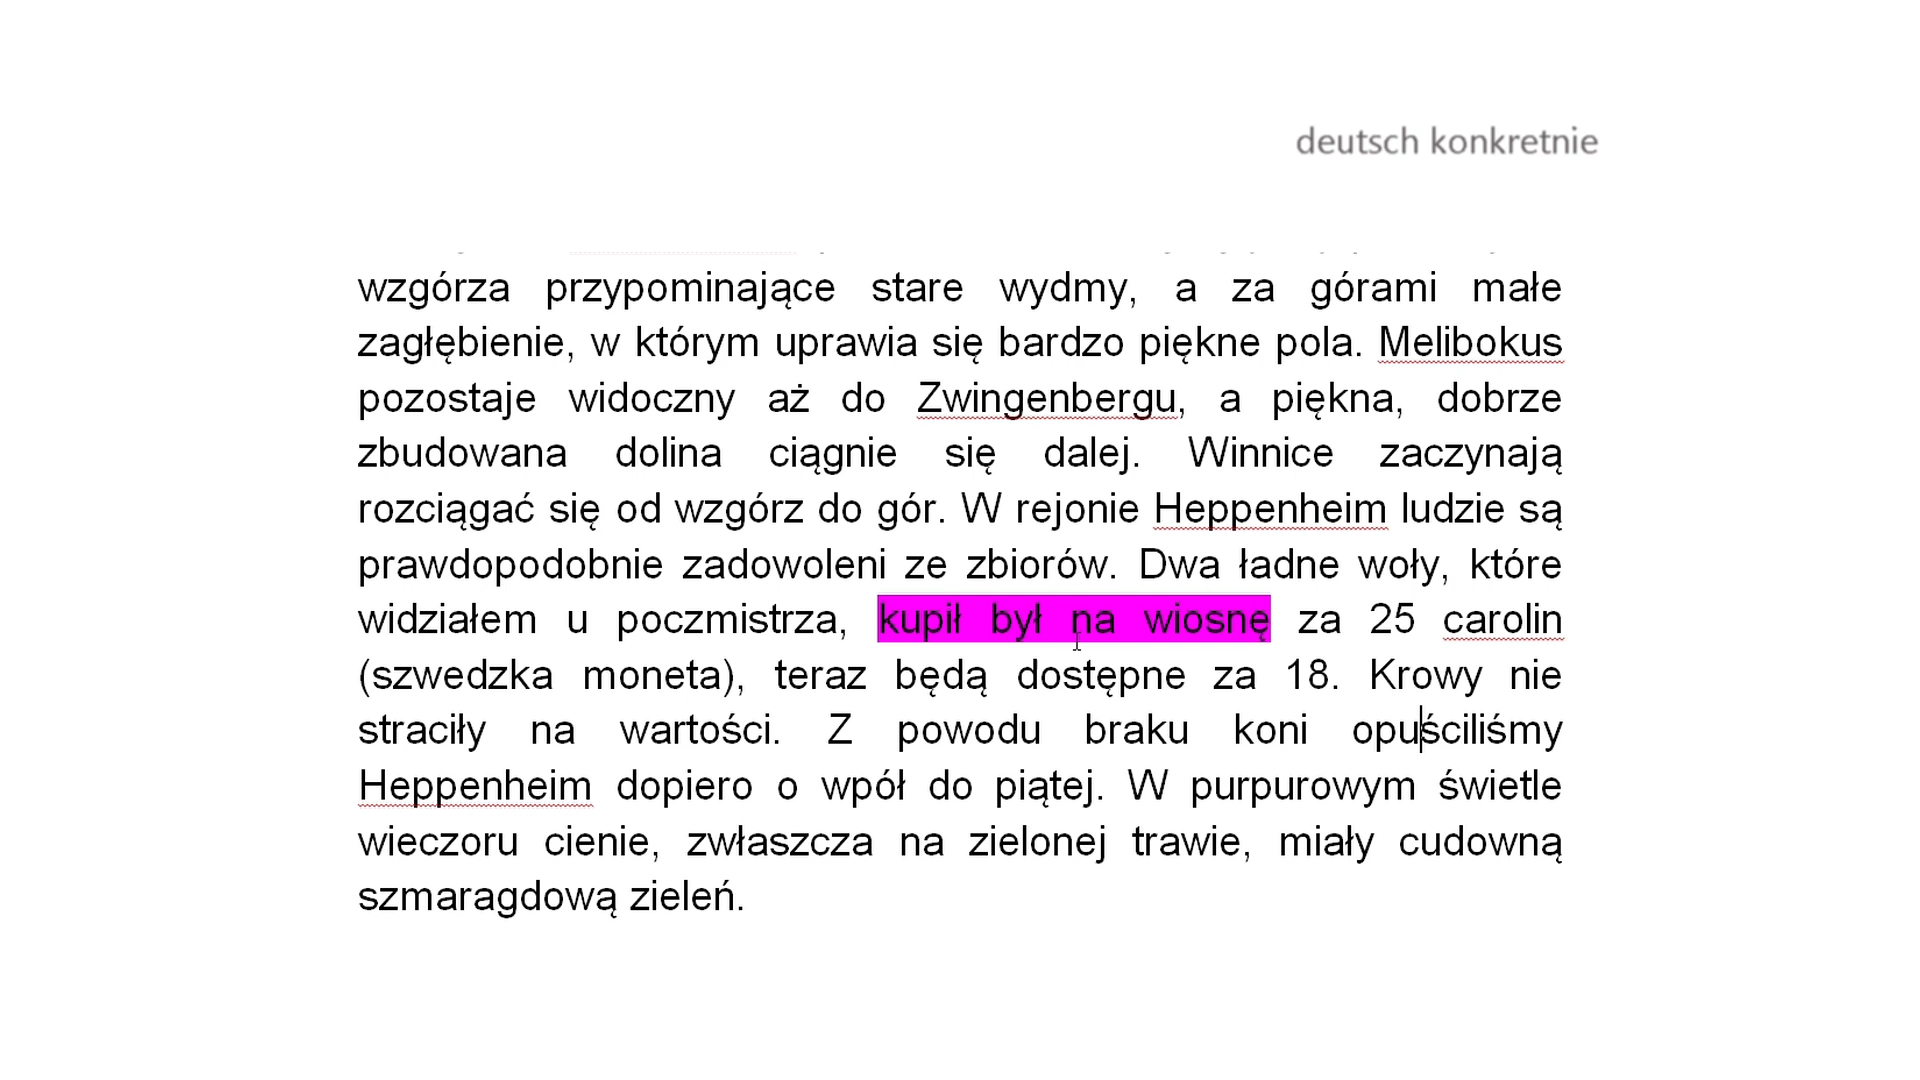 deutsch konkretnie
wzgórza przypominające stare wydmy, a za górami małe
zagłębienie, w którym uprawia się bardzo piękne pola. Melibokus
pozostaje widoczny aż do Zwingenbergu, a piękna, dobrze
zbudowana dolina ciągnie się dalej. Winnice zaczynają
rozciągać się od wzgórz do gór. W rejonie Heppenheim ludzie są
prawdopodobnie zadowoleni ze zbiorów. Dwa ładne woły, które
widziałem u poczmistrza, kupił był na wiosnę za 25 carolin
(szwedzka moneta), teraz będą dostępne za 18. Krowy nie
straciły na wartości. Z powodu braku koni opuściliśmy
Heppenheim dopiero o wpół do piątej. W purpurowym świetle
wieczoru cienie, zwłaszcza na zielonej trawie, miały cudowną
szmaragdową zieleń.